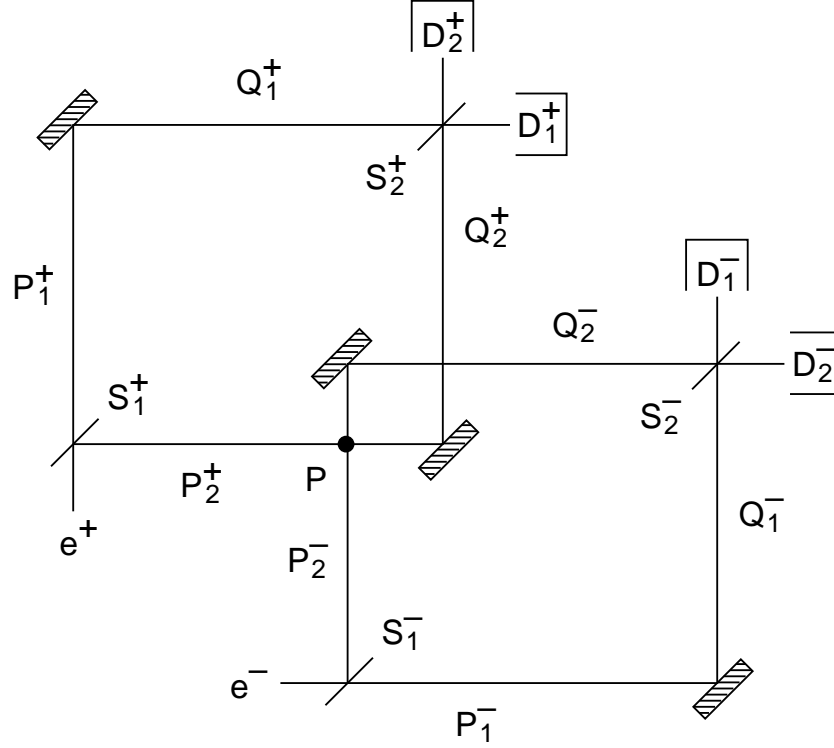 D₂⁺
Q₁⁺
D₁⁺
S₂⁺
Q₂⁺
P₁⁺
D₁⁻
Q₂⁻
D₂⁻
S₁⁺
S₂⁻
P₂⁺
P
Q₁⁻
e⁺
P₂⁻
S₁⁻
e⁻
P₁⁻